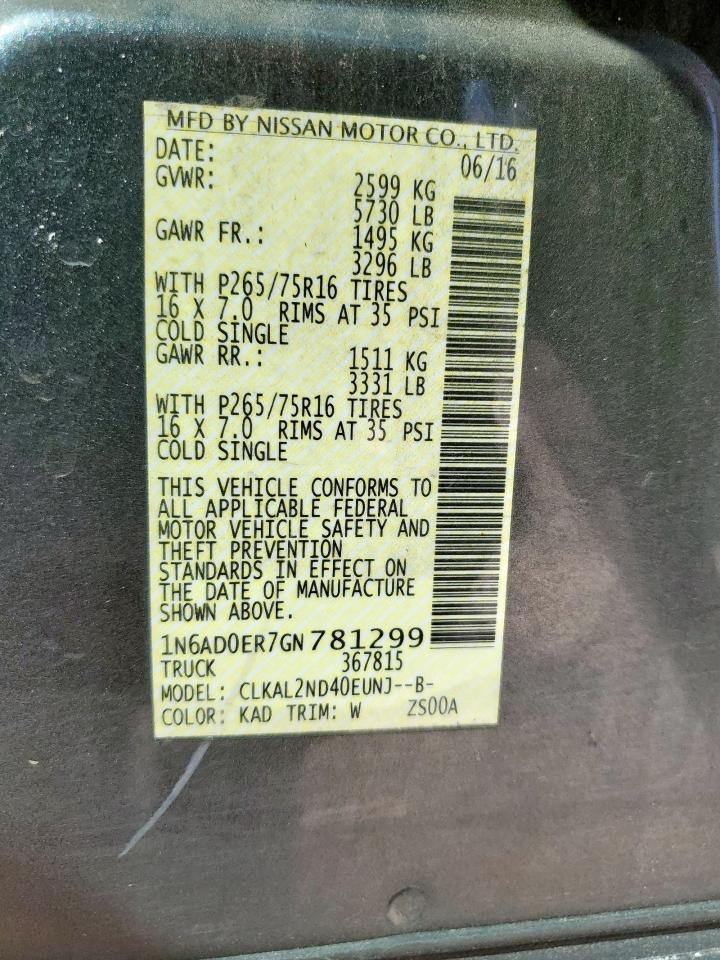 MFD BY NISSAN MOTOR CO., LTD.
DATE: 06/16
GVWR: 2599 KG
5730 LB
GAWR FR.: 1495 KG
3296 LB
WITH P265/75R16 TIRES
16 X 7.0 RIMS AT 35 PSI
COLD SINGLE
GAWR RR.: 1511 KG
3331 LB
WITH P265/75R16 TIRES
16 X 7.0 RIMS AT 35 PSI
COLD SINGLE
THIS VEHICLE CONFORMS TO
ALL APPLICABLE FEDERAL
MOTOR VEHICLE SAFETY AND
THEFT PREVENTION
STANDARDS IN EFFECT ON
THE DATE OF MANUFACTURE
SHOWN ABOVE.
1N6AD0ER7GN781299
TRUCK 367815
MODEL: CLKAL2ND40EUNJ--B-
COLOR: KAD TRIM: W ZS00A